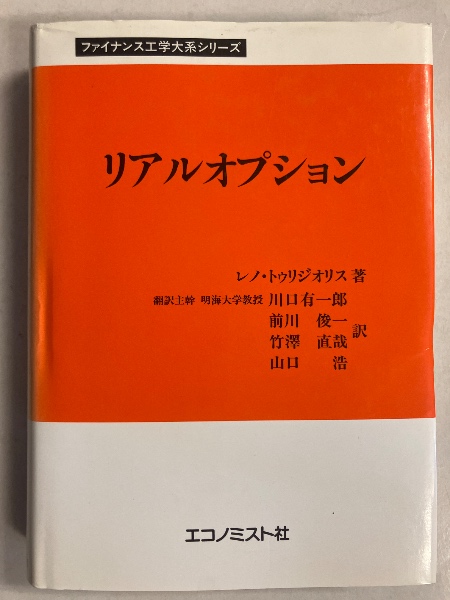 ファイナンス工学大系シリーズ
リアルオプション
レノ・トゥリジオリス 著
翻訳主幹 明海大学教授 川口有一郎
前川 俊一
竹澤 直哉
山口 浩
訳
エコノミスト社